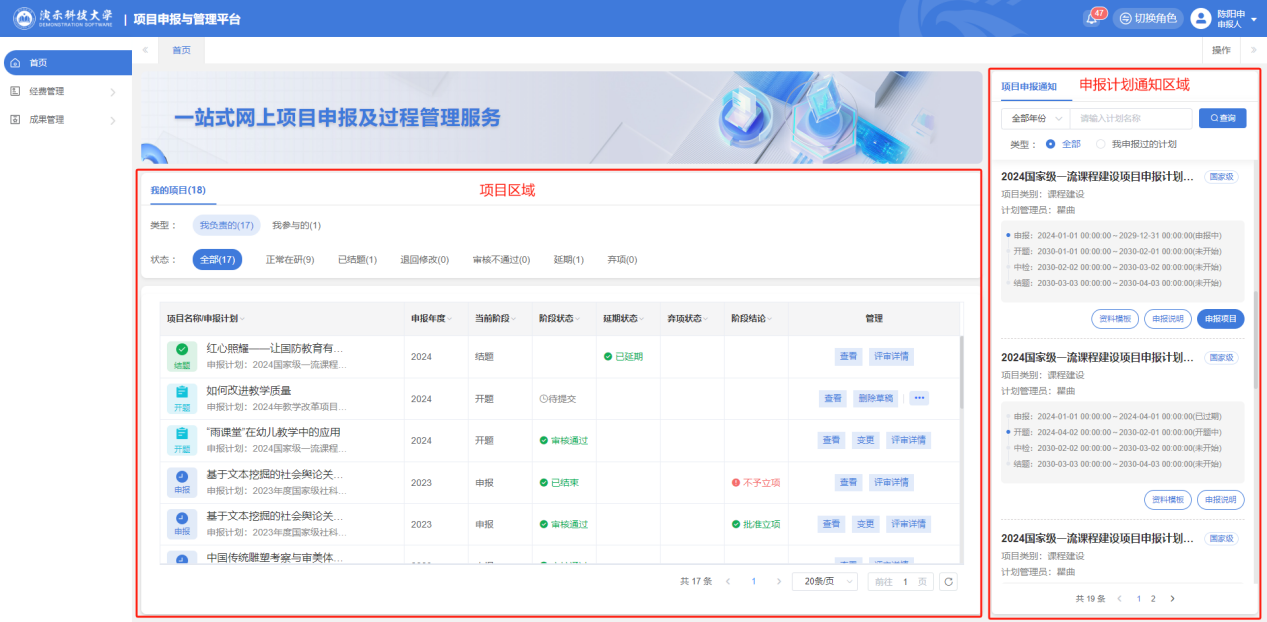 演示科技大学
DEMONSTRATION SOFTWARE
| 项目申报与管理平台
47
切换角色
陈阳申
申报人
首页
经费管理
成果管理
首页
操作
一站式网上项目申报及过程管理服务
我的项目(18)
项目区域
类型：
我负责的(17)
我参与的(1)
状态：
全部(17)
正常在研(9)
已结题(1)
退回修改(0)
审核不通过(0)
延期(1)
弃项(0)
项目名称/申报计划 申报年度 当前阶段 阶段状态 延期状态 弃项状态 阶段结论 管理
结题
红心照耀——让国防教育有...
申报计划：2024国家级一流课程...
2024 结题 已延期 查看 评审详情
开题
如何改进教学质量
申报计划：2024年教学改革项目...
2024 开题 待提交 查看 删除草稿 ···
开题
“雨课堂”在幼儿教学中的应用
申报计划：2024国家级一流课程...
2024 开题 审核通过 查看 变更 评审详情
申报
基于文本挖掘的社会舆论关...
申报计划：2023年度国家级社科...
2023 申报 已结束 不予立项 查看 评审详情
申报
基于文本挖掘的社会舆论关...
申报计划：2023年度国家级社科...
2023 申报 审核通过 批准立项 查看 变更 评审详情
中国传统雕塑考察与审美体...
共 17 条 1 20条/页 前往 1 页
项目申报通知
申报计划通知区域
全部年份
请输入计划名称
查询
类型：
全部
我申报过的计划
2024国家级一流课程建设项目申报计划... 国家级
项目类别：课程建设
计划管理员：翟曲
申报：2024-01-01 00:00:00 ~ 2029-12-31 00:00:00(申报中)
开题：2030-01-01 00:00:00 ~ 2030-02-01 00:00:00(未开始)
中检：2030-02-02 00:00:00 ~ 2030-03-02 00:00:00(未开始)
结题：2030-03-03 00:00:00 ~ 2030-04-03 00:00:00(未开始)
资料模板 申报说明 申报项目
2024国家级一流课程建设项目申报计划... 国家级
项目类别：课程建设
计划管理员：翟曲
申报：2024-01-01 00:00:00 ~ 2024-04-01 00:00:00(已过期)
开题：2024-04-02 00:00:00 ~ 2030-02-01 00:00:00(开题中)
中检：2030-02-02 00:00:00 ~ 2030-03-02 00:00:00(未开始)
结题：2030-03-03 00:00:00 ~ 2030-04-03 00:00:00(未开始)
资料模板 申报说明
2024国家级一流课程建设项目申报计划... 国家级
项目类别：课程建设
计划管理员：翟曲
共 19 条 1 2